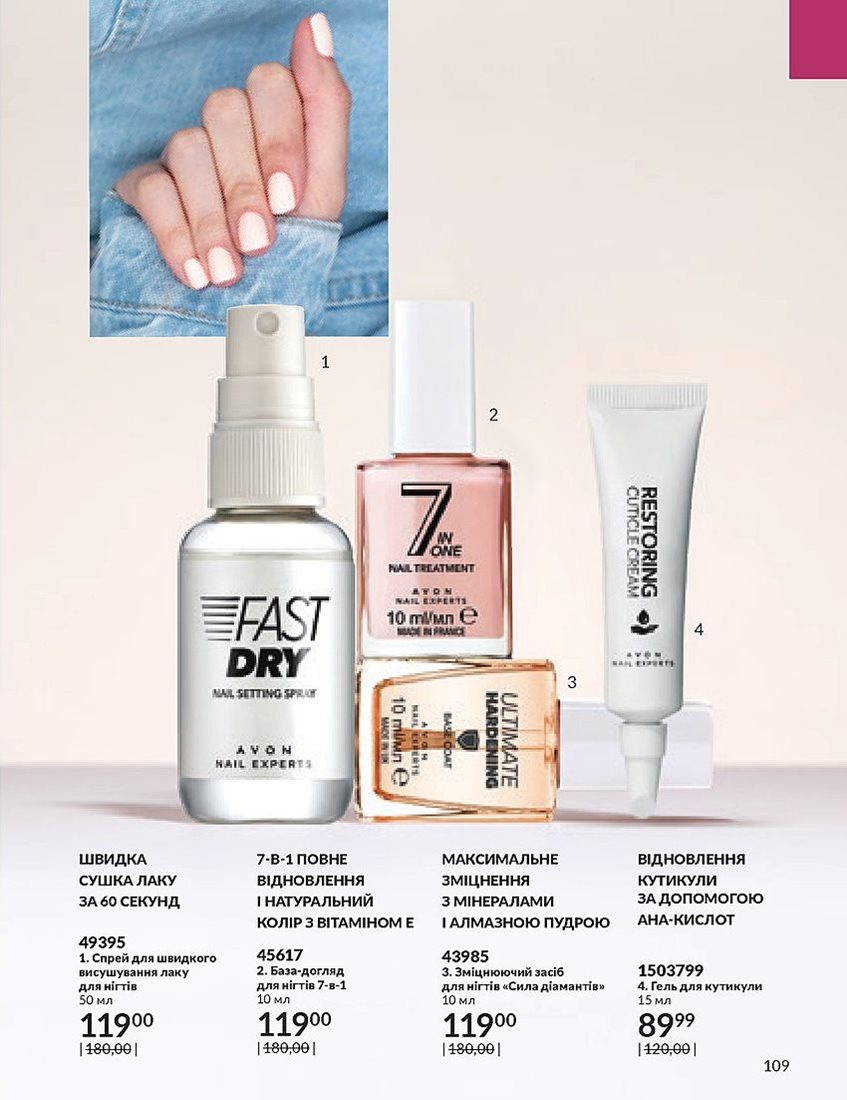 1
2
3
4
FAST
DRY
NAIL SETTING SPRAY
AVON
NAIL EXPERTS
7
IN
ONE
NAIL TREATMENT
AVON
NAIL EXPERTS
10 ml/мл e
MADE IN FRANCE
ULTIMATE
HARDENING
BASE COAT
AVON
NAIL EXPERTS
10 ml/мл e
MADE IN UK
RESTORING
CUTICLE CREAM
AVON
NAIL EXPERTS
ШВИДКА
СУШКА ЛАКУ
ЗА 60 СЕКУНД
49395
1. Спрей для швидкого
висушування лаку
для нігтів
50 мл
119 00
|180,00|
7-В-1 ПОВНЕ
ВІДНОВЛЕННЯ
І НАТУРАЛЬНИЙ
КОЛІР З ВІТАМІНОМ Е
45617
2. База-догляд
для нігтів 7-в-1
10 мл
119 00
|180,00|
МАКСИМАЛЬНЕ
ЗМІЦНЕННЯ
З МІНЕРАЛАМИ
І АЛМАЗНОЮ ПУДРОЮ
43985
3. Зміцнюючий засіб
для нігтів «Сила діамантів»
10 мл
119 00
|180,00|
ВІДНОВЛЕННЯ
КУТИКУЛИ
ЗА ДОПОМОГОЮ
АНА-КИСЛОТ
1503799
4. Гель для кутикули
15 мл
89 99
|120,00|
109